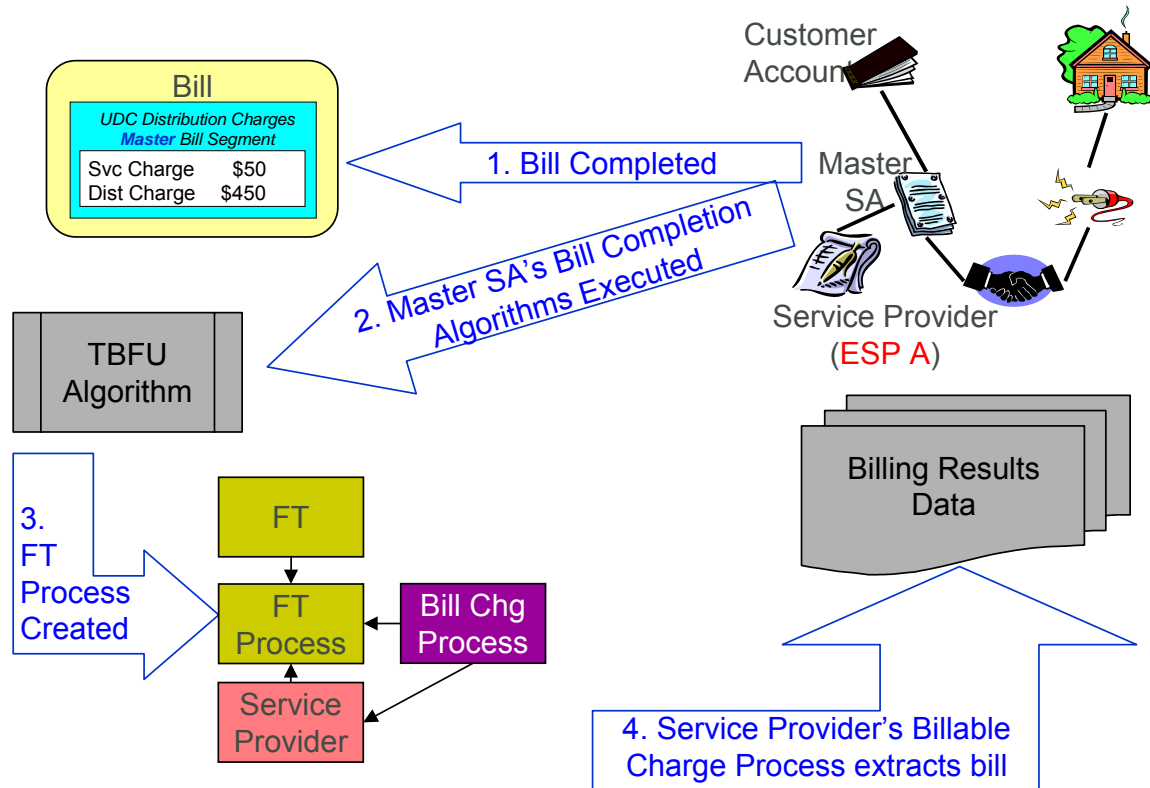 Bill
UDC Distribution Charges
Master Bill Segment
Svc Charge $50
Dist Charge $450
1. Bill Completed
Customer
Account
Master
SA
Service Provider
(ESP A)
2. Master SA's Bill Completion
Algorithms Executed
TBFU
Algorithm
3.
FT
Process
Created
FT
FT
Process
Bill Chg
Process
Service
Provider
Billing Results
Data
4. Service Provider's Billable
Charge Process extracts bill